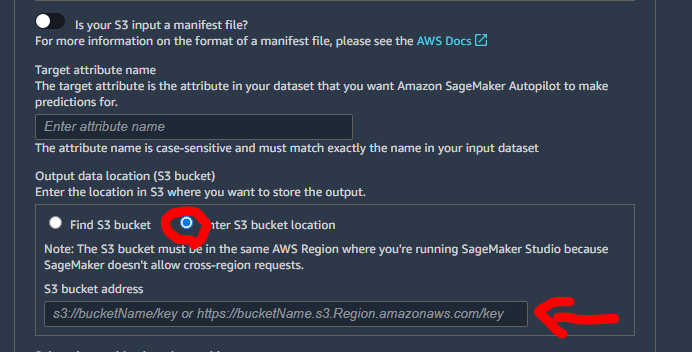 Is your S3 input a manifest file?
For more information on the format of a manifest file, please see the AWS Docs
Target attribute name
The target attribute is the attribute in your dataset that you want Amazon SageMaker Autopilot to make
predictions for.
Enter attribute name
The attribute name is case-sensitive and must match exactly the name in your input dataset
Output data location (S3 bucket)
Enter the location in S3 where you want to store the output.
Find S3 bucket Enter S3 bucket location
Note: The S3 bucket must be in the same AWS Region where you're running SageMaker Studio because
SageMaker doesn't allow cross-region requests.
S3 bucket address
s3://bucketName/key or https://bucketName.s3.Region.amazonaws.com/key